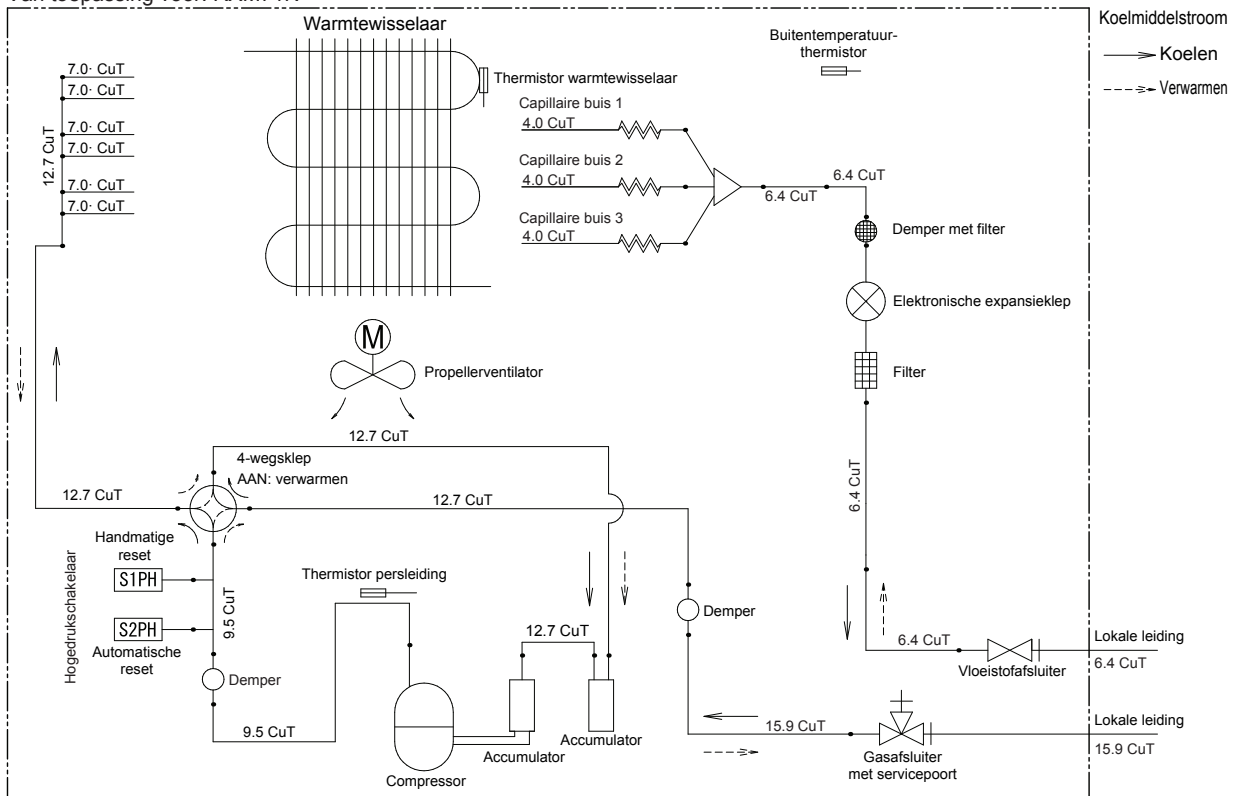 Warmtewisselaar
Koelmiddelstroom
Koelen
Verwarmen
Buitentemperatuur-
thermistor
Thermistor warmtewisselaar
7.0· CuT
7.0· CuT
7.0· CuT
7.0· CuT
7.0· CuT
7.0· CuT
12.7 CuT
Capillaire buis 1
4.0 CuT
Capillaire buis 2
4.0 CuT
Capillaire buis 3
4.0 CuT
6.4 CuT
6.4 CuT
Demper met filter
Elektronische expansieklep
Filter
M
Propellerventilator
12.7 CuT
4-wegsklep
AAN: verwarmen
12.7 CuT
12.7 CuT
6.4 CuT
Hogedrukschakelaar
Handmatige
reset
S1PH
S2PH
Automatische
reset
9.5 CuT
Thermistor persleiding
Demper
Demper
12.7 CuT
9.5 CuT
Compressor
Accumulator
Accumulator
6.4 CuT
Vloeistofafsluiter
Lokale leiding
6.4 CuT
15.9 CuT
Gasafsluiter
met servicepoort
Lokale leiding
15.9 CuT